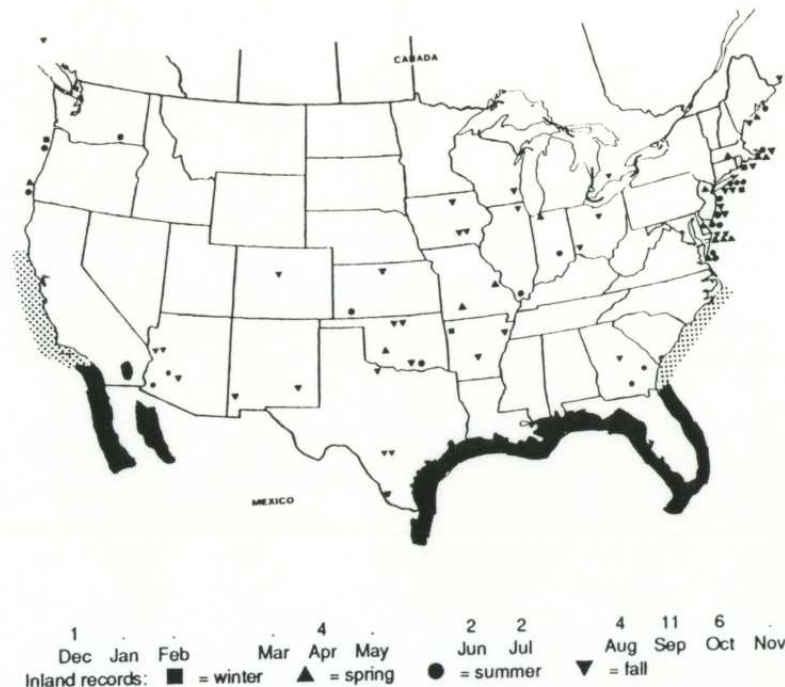 CANADA
MEXICO
1 . . . 4 . 2 2 4 11 6 .
Dec Jan Feb Mar Apr May Jun Jul Aug Sep Oct Nov
Inland records: ■ = winter ▲ = spring ● = summer ▼ = fall